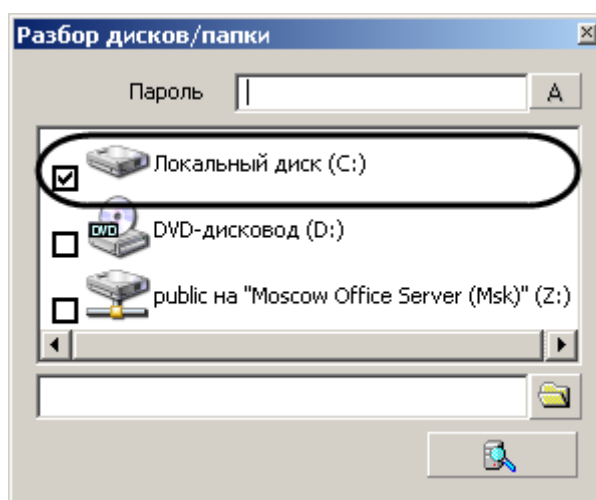 Разбор дисков/папки
Пароль
A
Локальный диск (C:)
DVD
DVD-дисковод (D:)
public на "Moscow Office Server (Msk)" (Z:)